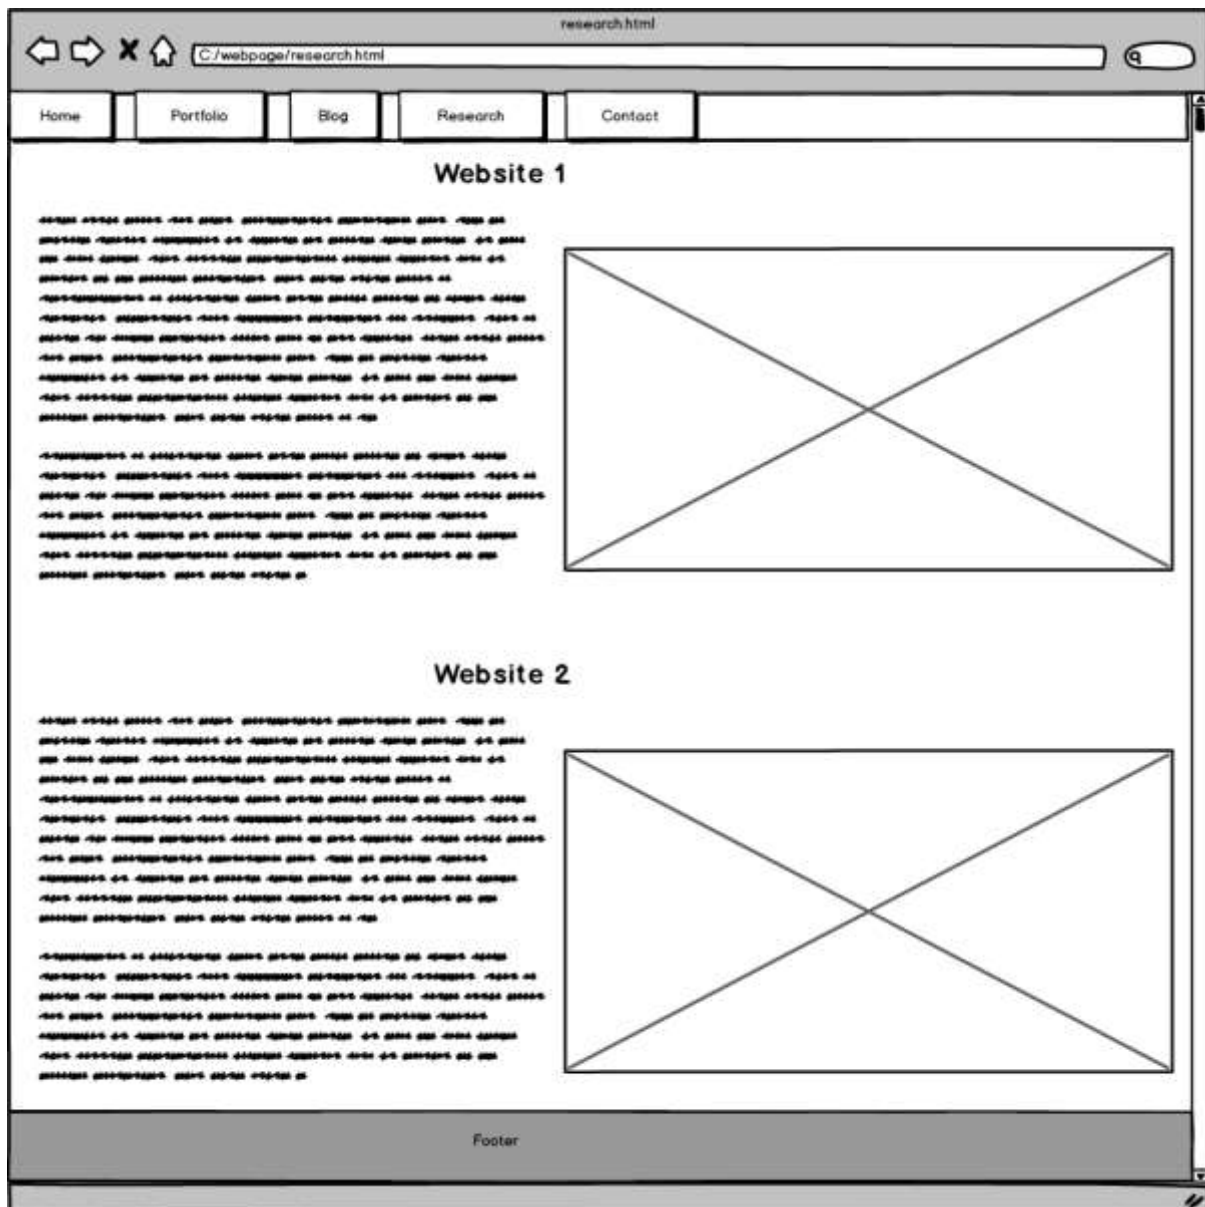 research.html
C:/webpage/research.html
Home Portfolio Blog Research Contact
Website 1
Website 2
Footer